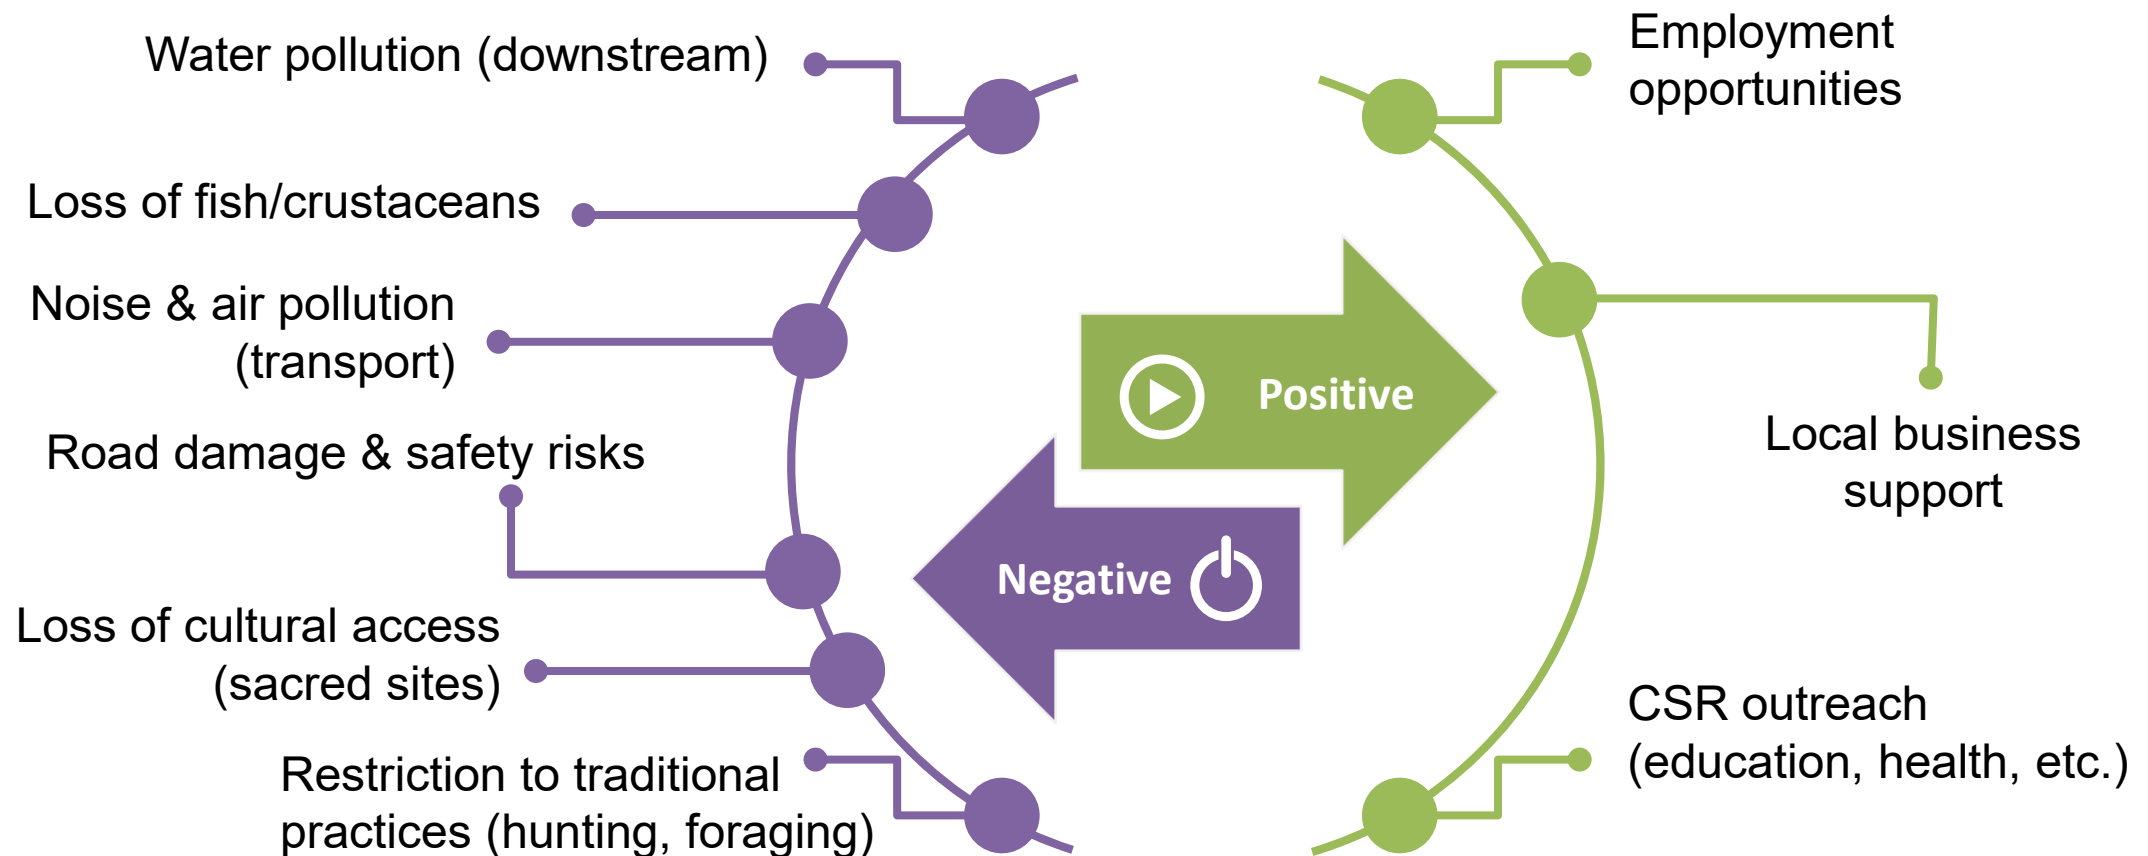 Water pollution (downstream)
Loss of fish/crustaceans
Noise & air pollution
(transport)
Road damage & safety risks
Loss of cultural access
(sacred sites)
Restriction to traditional
practices (hunting, foraging)
Positive
Negative
Employment
opportunities
Local business
support
CSR outreach
(education, health, etc.)